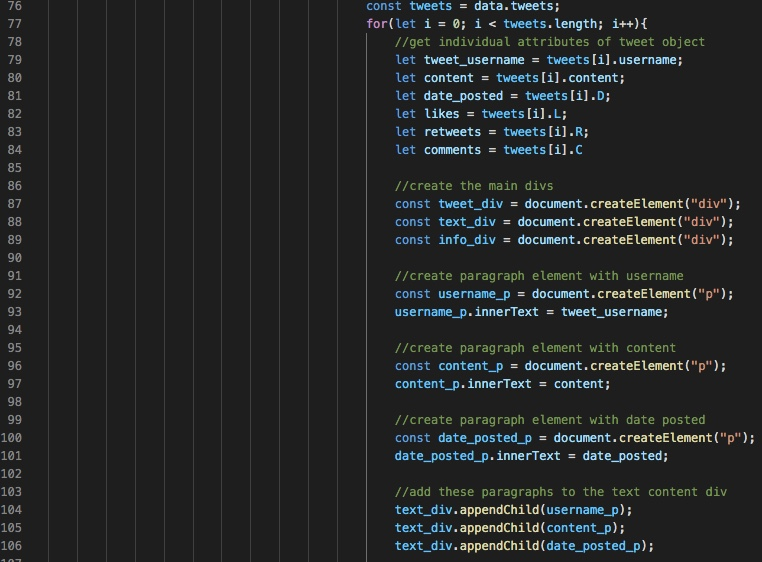 76 const tweets = data.tweets;
77 for(let i = 0; i < tweets.length; i++){
78 //get individual attributes of tweet object
79 let tweet_username = tweets[i].username;
80 let content = tweets[i].content;
81 let date_posted = tweets[i].D;
82 let likes = tweets[i].L;
83 let retweets = tweets[i].R;
84 let comments = tweets[i].C
85
86 //create the main divs
87 const tweet_div = document.createElement("div");
88 const text_div = document.createElement("div");
89 const info_div = document.createElement("div");
90
91 //create paragraph element with username
92 const username_p = document.createElement("p");
93 username_p.innerText = tweet_username;
94
95 //create paragraph element with content
96 const content_p = document.createElement("p");
97 content_p.innerText = content;
98
99 //create paragraph element with date posted
100 const date_posted_p = document.createElement("p");
101 date_posted_p.innerText = date_posted;
102
103 //add these paragraphs to the text content div
104 text_div.appendChild(username_p);
105 text_div.appendChild(content_p);
106 text_div.appendChild(date_posted_p);